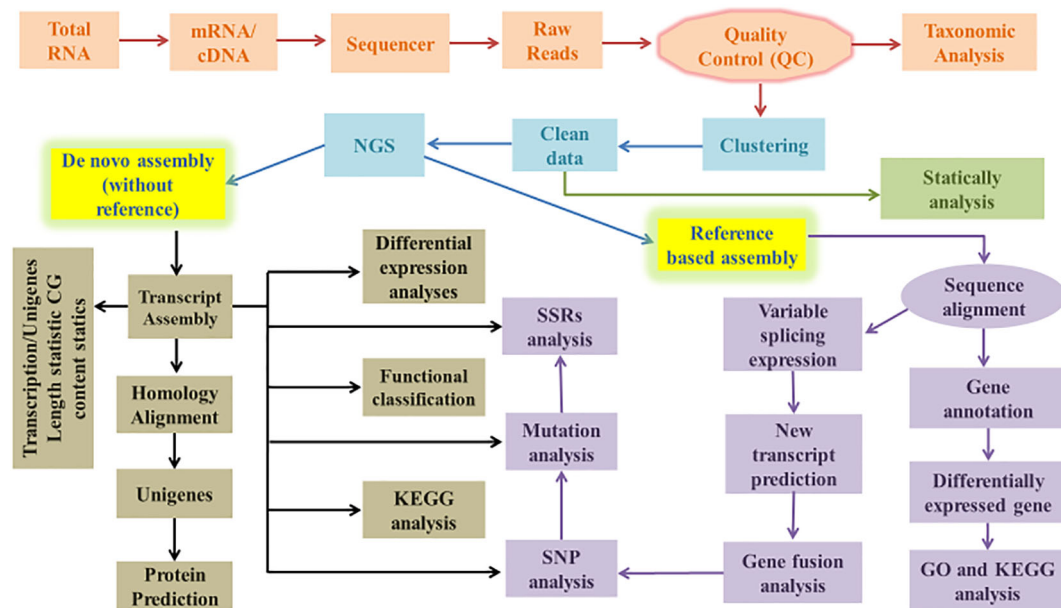 Total
RNA
mRNA/
cDNA
Sequencer
Raw
Reads
Quality
Control (QC)
Taxonomic
Analysis
NGS
Clean
data
Clustering
De novo assembly
(without
reference)
Statically
analysis
Reference
based assembly
Transcription/Unigenes
Length statistic CG
content statics
Transcript
Assembly
Homology
Alignment
Unigenes
Protein
Prediction
Differential
expression
analyses
Functional
classification
KEGG
analysis
SSRs
analysis
Mutation
analysis
SNP
analysis
Variable
splicing
expression
New
transcript
prediction
Gene fusion
analysis
Sequence
alignment
Gene
annotation
Differentially
expressed gene
GO and KEGG
analysis